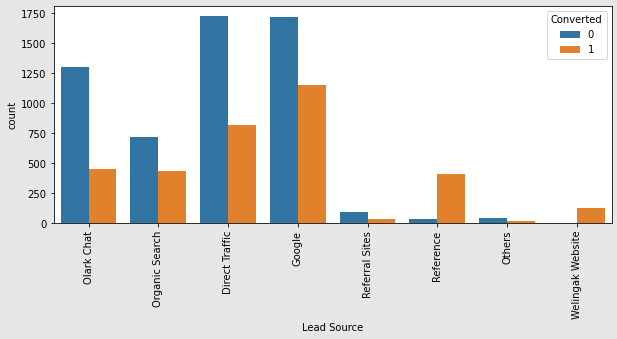 1750
1500
1250
1000
750
500
250
0
count
Converted
0
1
Olark Chat
Organic Search
Direct Traffic
Google
Referral Sites
Reference
Others
Welingak Website
Lead Source